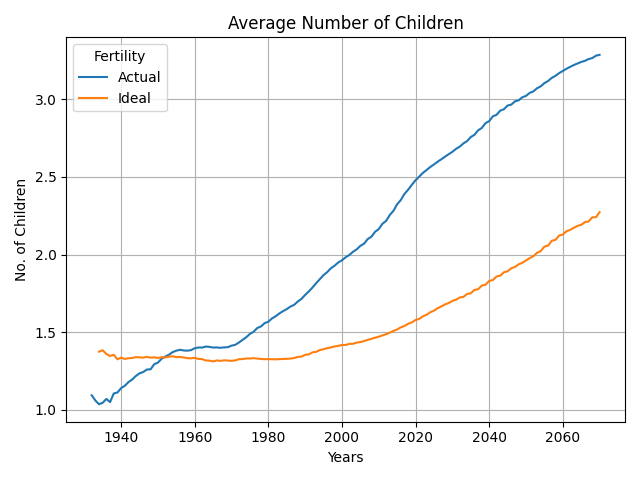 Average Number of Children
Fertility
Actual
Ideal
No. of Children
3.0
2.5
2.0
1.5
1.0
1940 1960 1980 2000 2020 2040 2060
Years